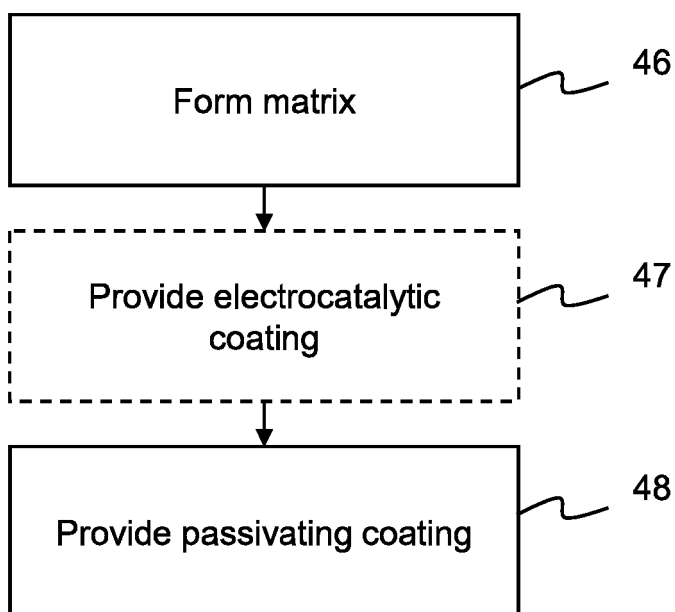 Form matrix
46
Provide electrocatalytic
coating
47
Provide passivating coating
48